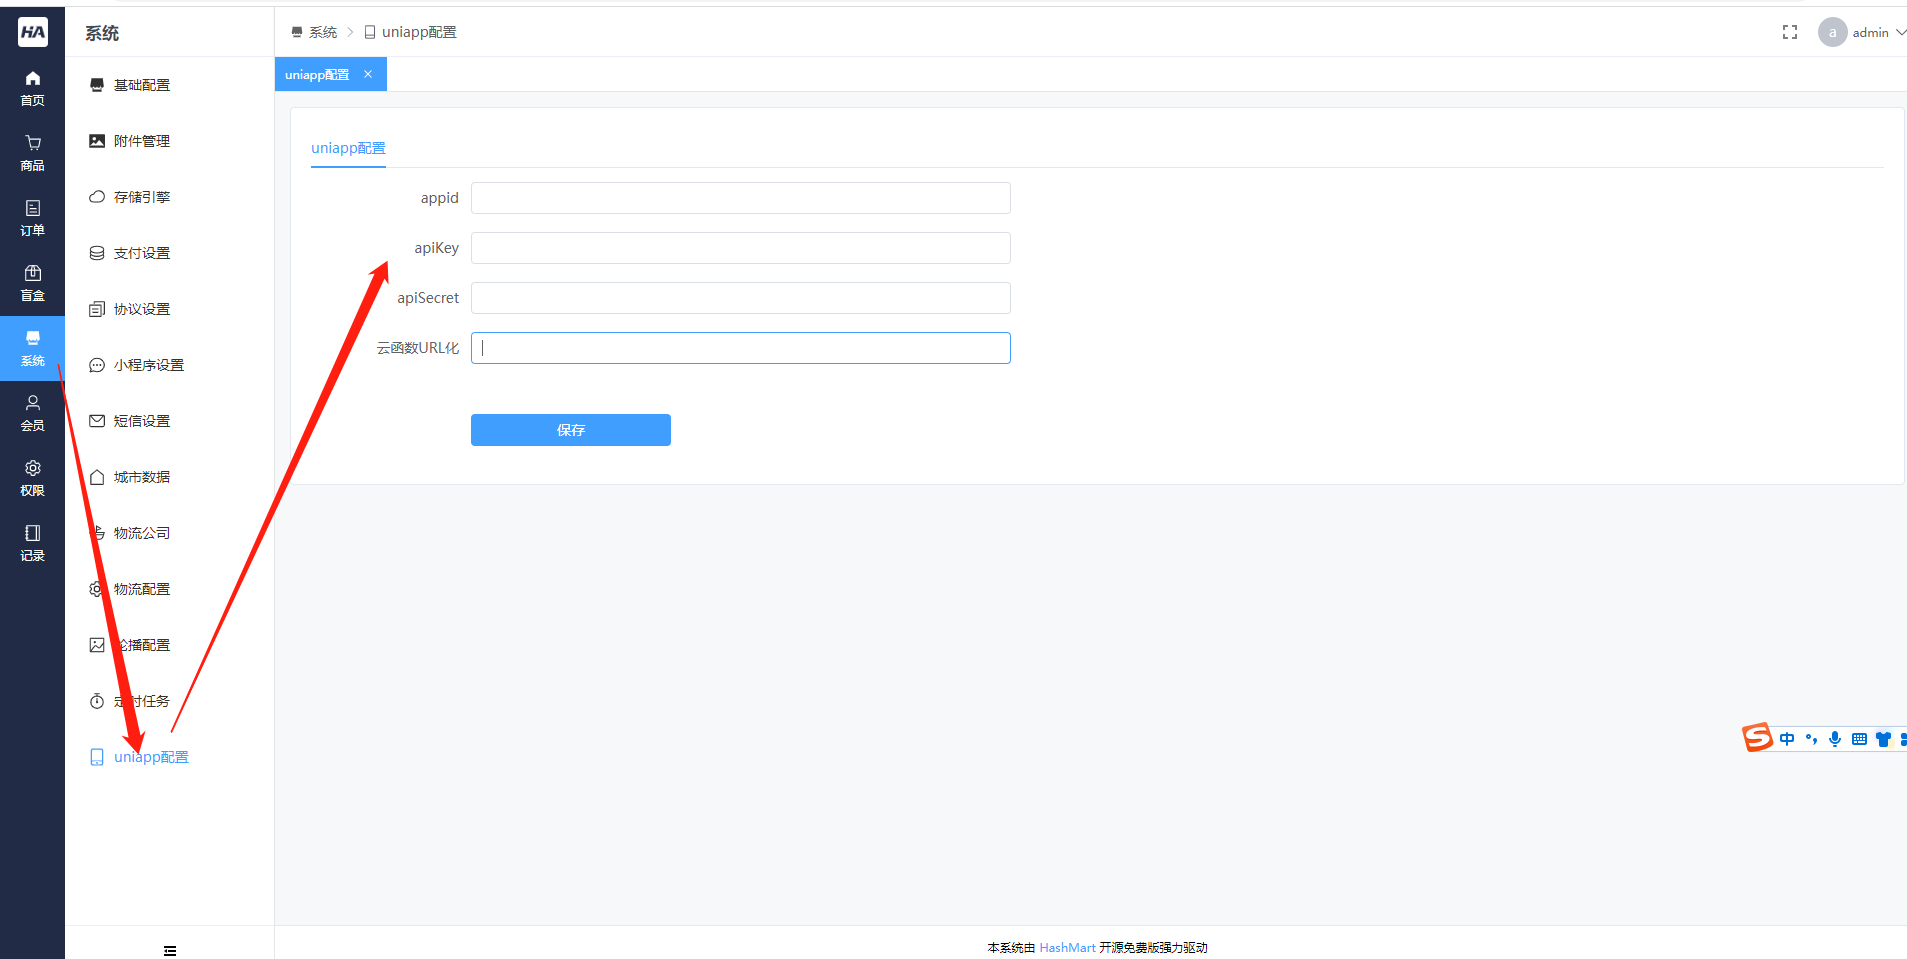 HA
首页
商品
订单
盲盒
系统
会员
权限
记录
系统
基础配置
附件管理
存储引擎
支付设置
协议设置
小程序设置
短信设置
城市数据
物流公司
物流配置
轮播配置
定时任务
uniapp配置
系统 > uniapp配置
a admin
uniapp配置 ×
uniapp配置
appid
apiKey
apiSecret
云函数URL化
保存
S 中
本系统由 HashMart 开源免费版强力驱动